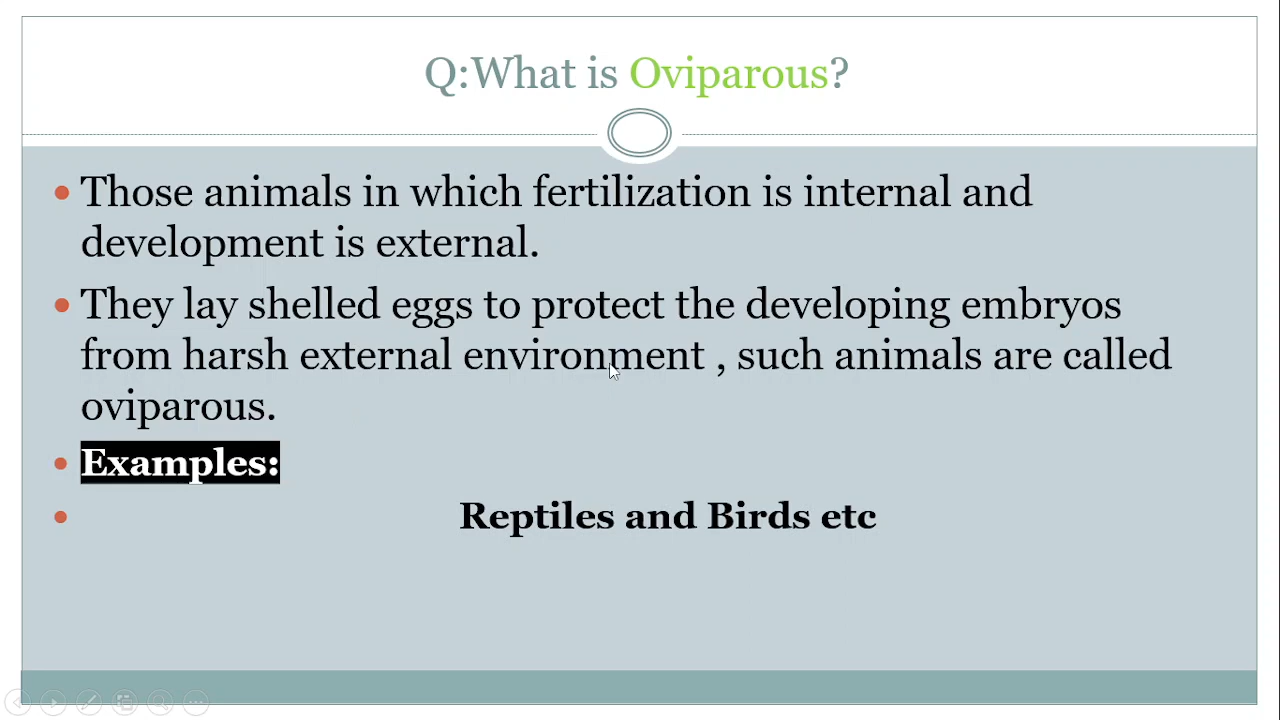 Q:What is Oviparous?
Those animals in which fertilization is internal and
development is external.
They lay shelled eggs to protect the developing embryos
from harsh external environment , such animals are called
oviparous.
Examples:
Reptiles and Birds etc